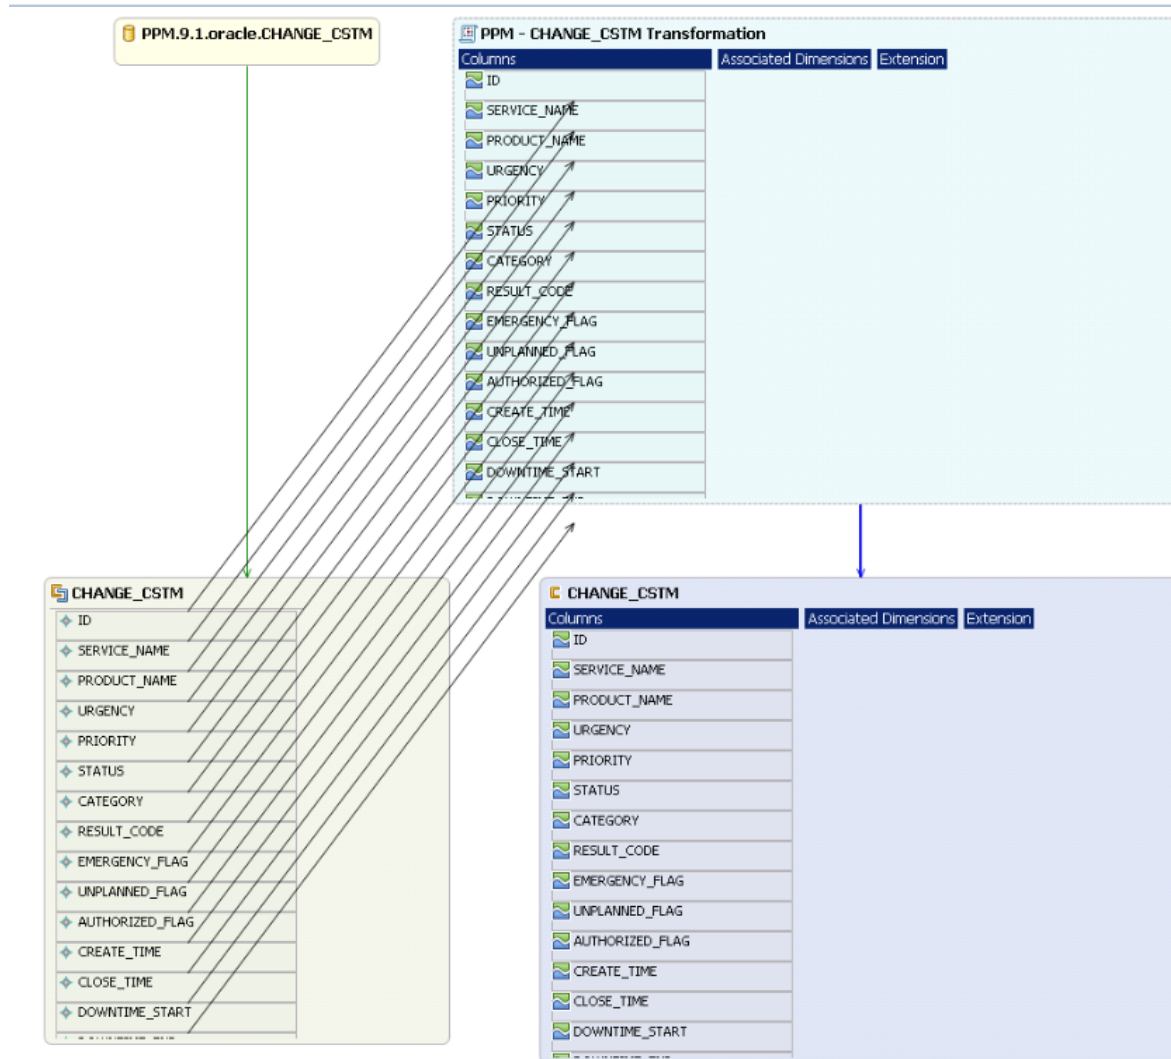 PPM.9.1.oracle.CHANGE_CSTM
PPM - CHANGE_CSTM Transformation
Columns Associated Dimensions Extension
ID
SERVICE_NAME
PRODUCT_NAME
URGENCY
PRIORITY
STATUS
CATEGORY
RESULT_CODE
EMERGENCY_FLAG
UNPLANNED_FLAG
AUTHORIZED_FLAG
CREATE_TIME
CLOSE_TIME
DOWNTIME_START
CHANGE_CSTM
ID
SERVICE_NAME
PRODUCT_NAME
URGENCY
PRIORITY
STATUS
CATEGORY
RESULT_CODE
EMERGENCY_FLAG
UNPLANNED_FLAG
AUTHORIZED_FLAG
CREATE_TIME
CLOSE_TIME
DOWNTIME_START
CHANGE_CSTM
Columns Associated Dimensions Extension
ID
SERVICE_NAME
PRODUCT_NAME
URGENCY
PRIORITY
STATUS
CATEGORY
RESULT_CODE
EMERGENCY_FLAG
UNPLANNED_FLAG
AUTHORIZED_FLAG
CREATE_TIME
CLOSE_TIME
DOWNTIME_START